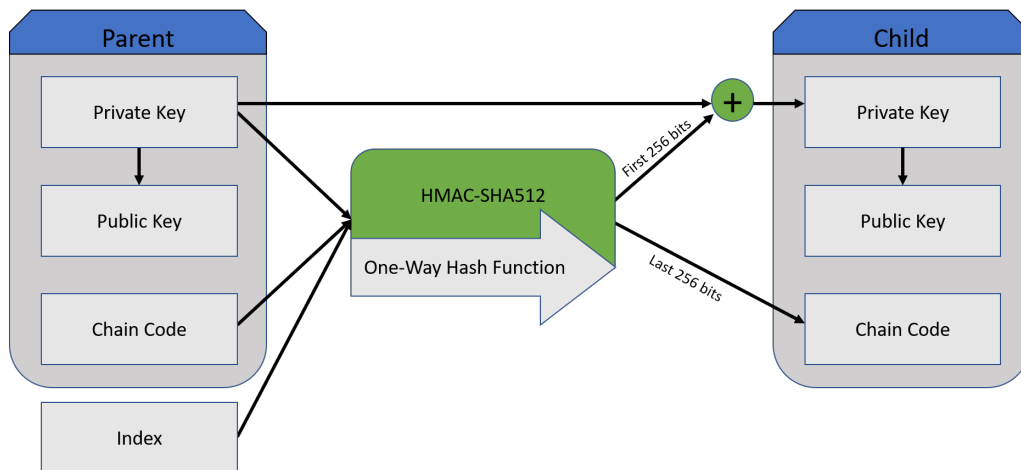 Parent
Private Key
Public Key
Chain Code
Index
HMAC-SHA512
One-Way Hash Function
First 256 bits
Last 256 bits
+
Child
Private Key
Public Key
Chain Code